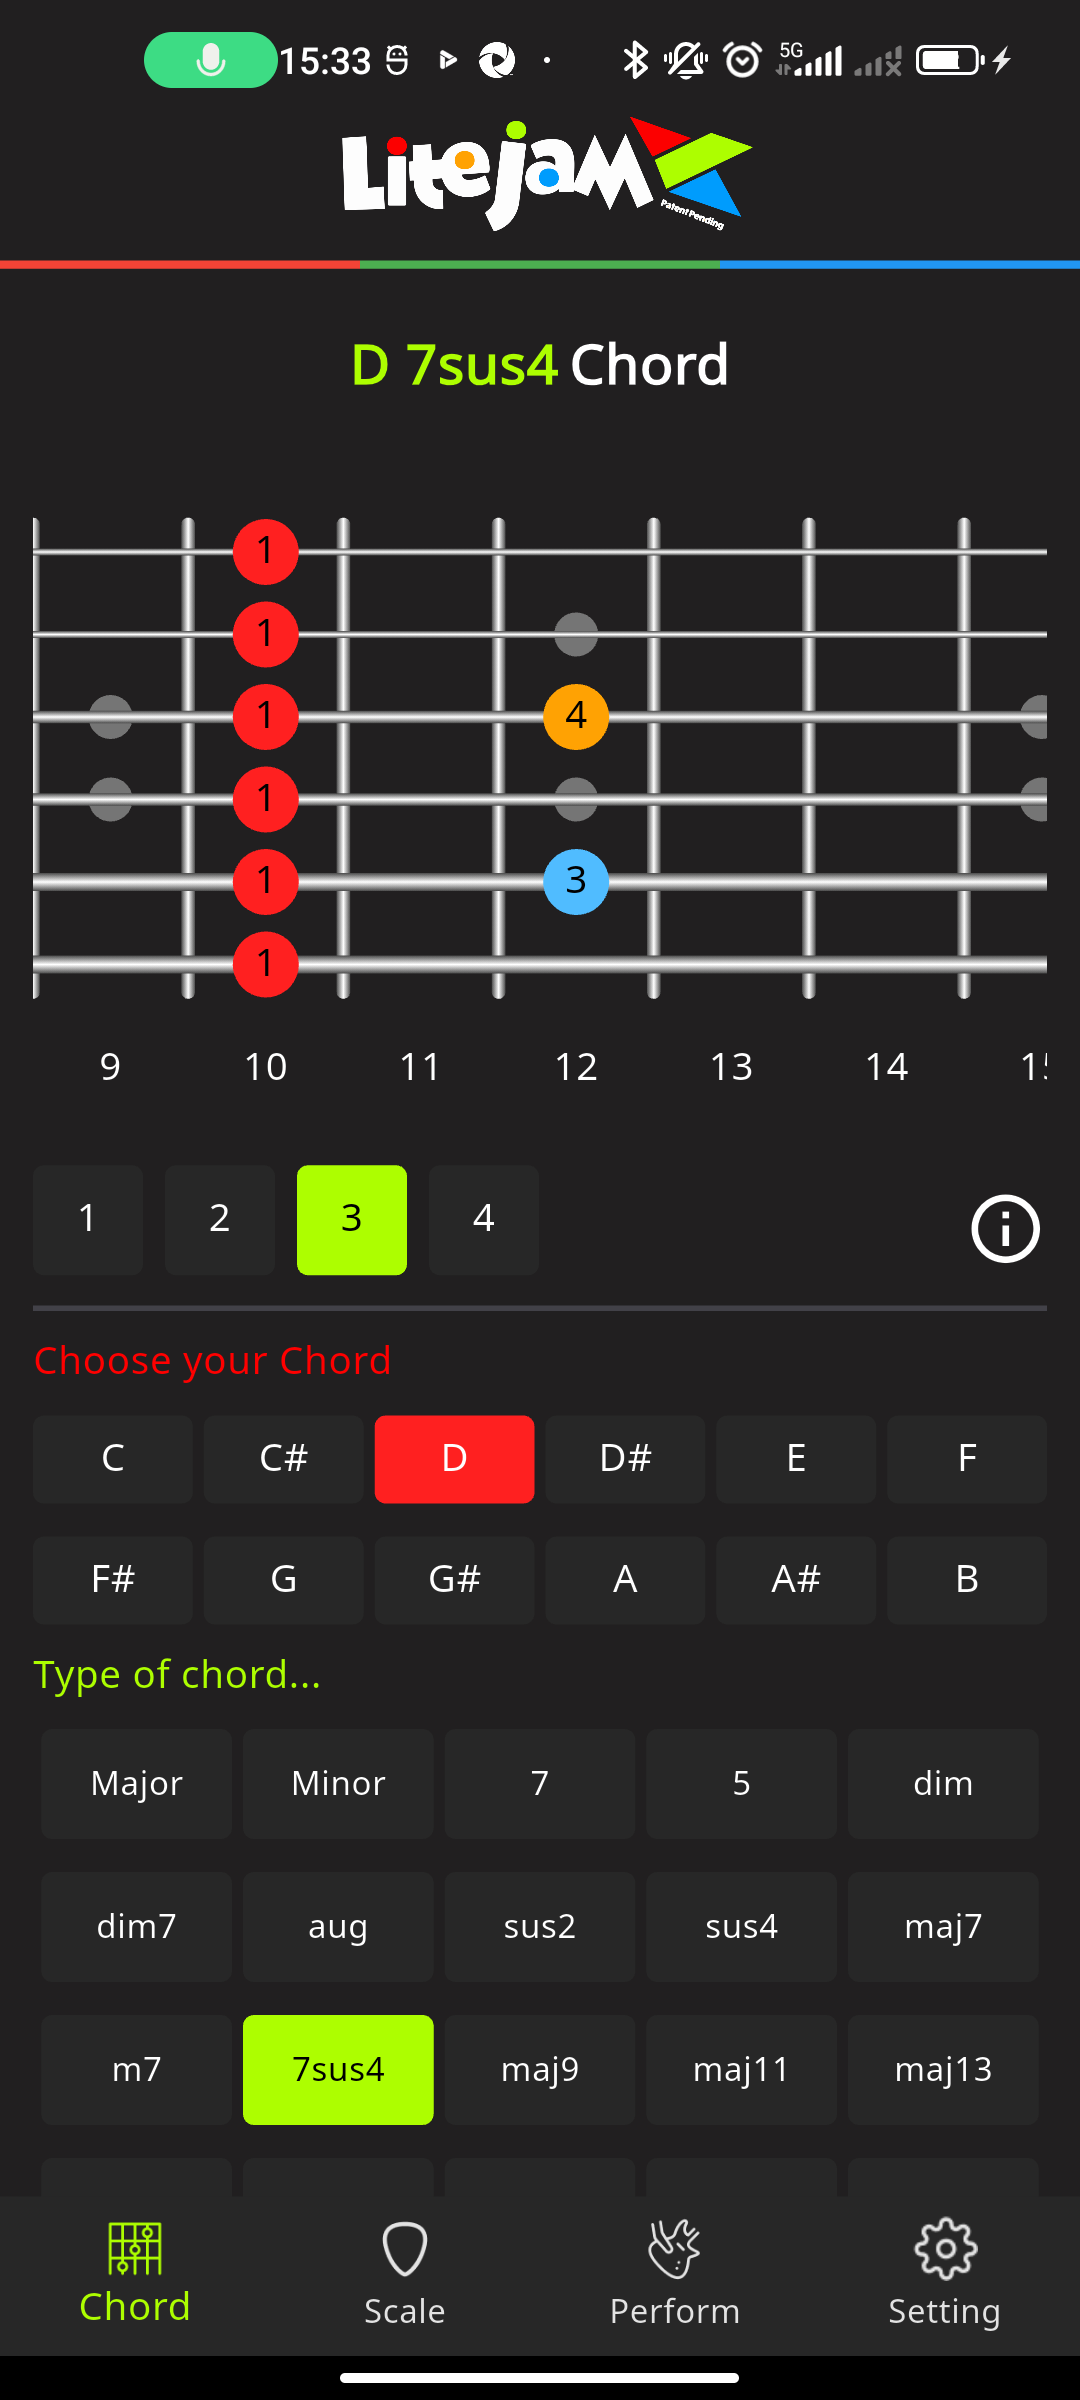 15:33 5G
Litejam
Patent Pending
D 7sus4 Chord
1
1
1 4
1
1 3
1
9 10 11 12 13 14
1 2 3 4
Choose your Chord
C C# D D# E F
F# G G# A A# B
Type of chord...
Major Minor 7 5 dim
dim7 aug sus2 sus4 maj7
m7 7sus4 maj9 maj11 maj13
Chord Scale Perform Setting